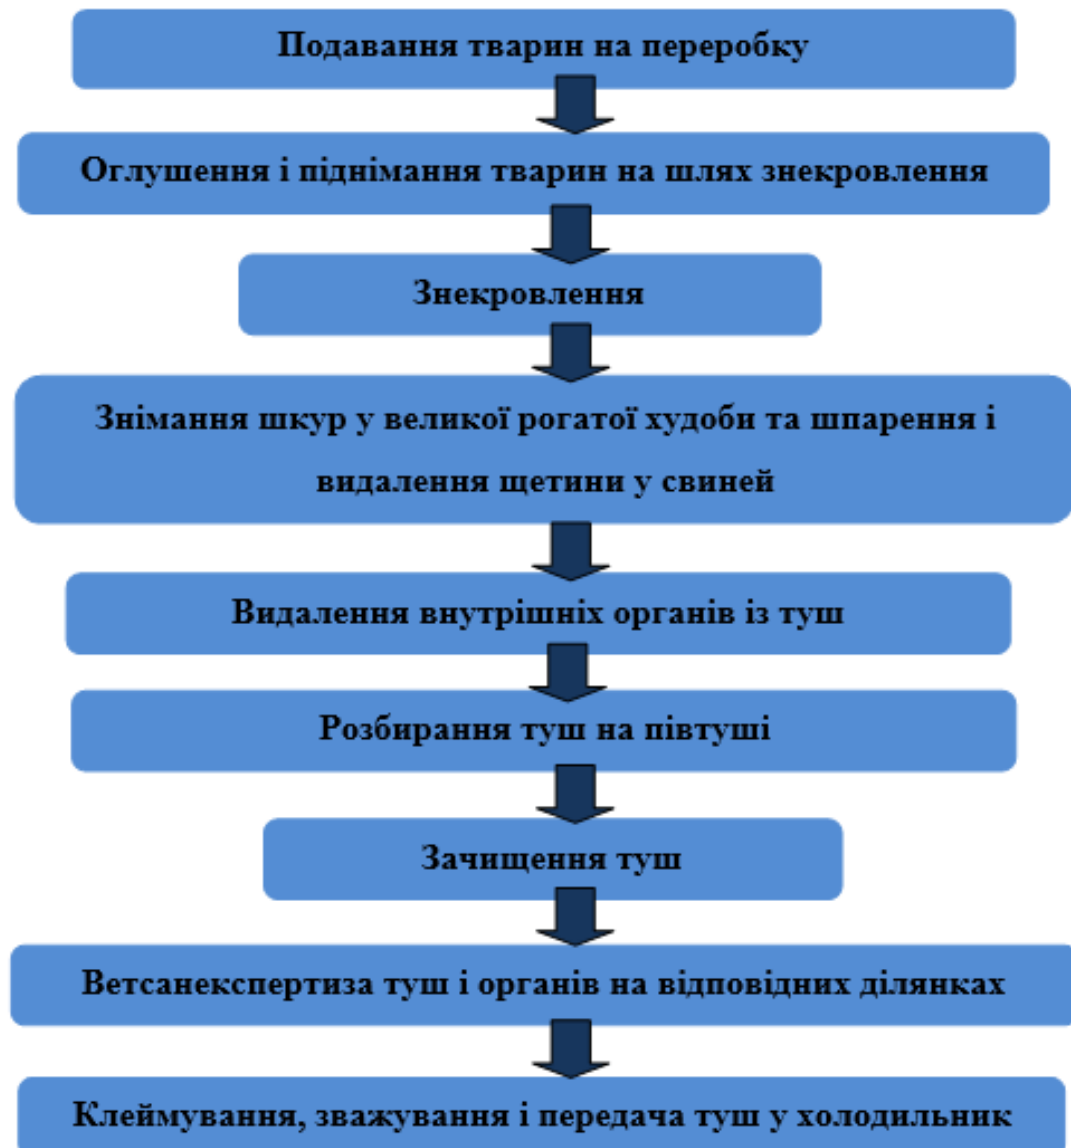 Подавання тварин на переробку
Оглушення і піднімання тварин на шлях знекровлення
Знекровлення
Знімання шкур у великої рогатої худоби та шпарення і
видалення щетини у свиней
Видалення внутрішніх органів із туш
Розбирання туш на півтуші
Зачищення туш
Ветсанекспертиза туш і органів на відповідних ділянках
Клеймування, зважування і передача туш у холодильник